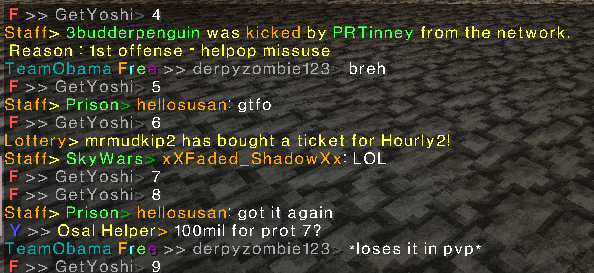 F >> GetYoshi> 4
Staff> 3budderpenguin was kicked by PRTinney from the network.
Reason : 1st offense - helpop missuse
TeamObama Free >> derpyzombie123> breh
F >> GetYoshi> 5
Staff> Prison> hellosusan: gtfo
F >> GetYoshi> 6
Lottery> mrmudkip2 has bought a ticket for Hourly2!
Staff> SkyWars> xXFaded_ShadowXx: LOL
F >> GetYoshi> 7
F >> GetYoshi> 8
Staff> Prison> hellosusan: got it again
Y >> Osal Helper> 100mil for prot 7?
TeamObama Free >> derpyzombie123> *loses it in pvp*
F >> GetYoshi> 9